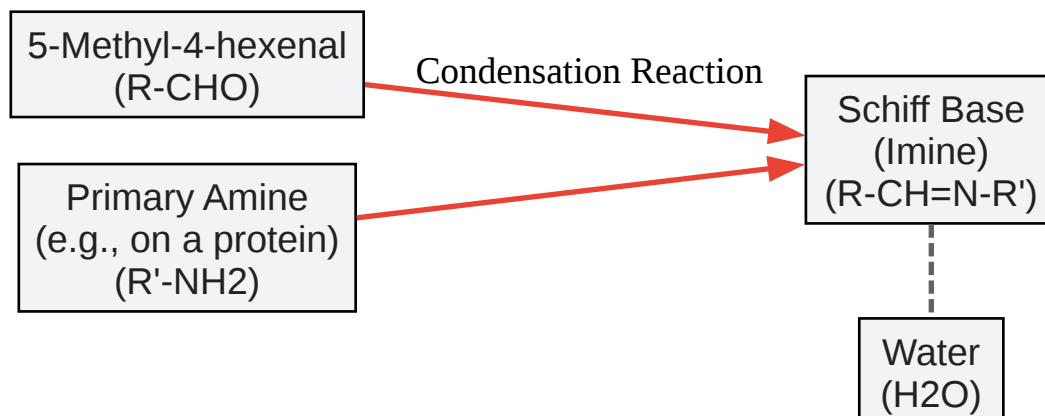 5-Methyl-4-hexenal
(R-CHO)
Condensation Reaction
Primary Amine
(e.g., on a protein)
(R'-NH2)
Schiff Base
(Imine)
(R-CH=N-R')
Water
(H2O)